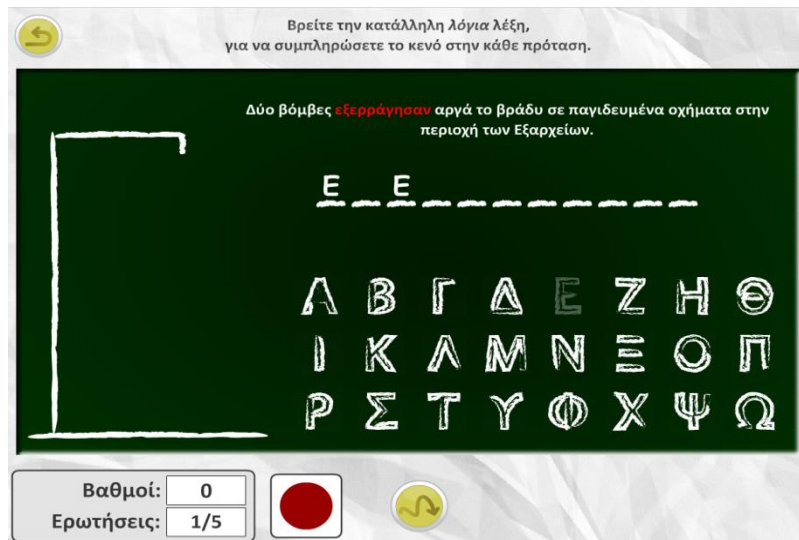 Βρείτε την κατάλληλη λόγια λέξη,
για να συμπληρώσετε το κενό στην κάθε πρόταση.
Δύο βόμβες εξερράγησαν αργά το βράδυ σε παγιδευμένα οχήματα στην
περιοχή των Εξαρχείων.
Ε _ Ε _ _ _ _ _ _ _ _
Α Β Γ Δ Ε Ζ Η Θ
Ι Κ Λ Μ Ν Ξ Ο Π
Ρ Σ Τ Υ Φ Χ Ψ Ω
Βαθμοί: 0
Ερωτήσεις: 1/5